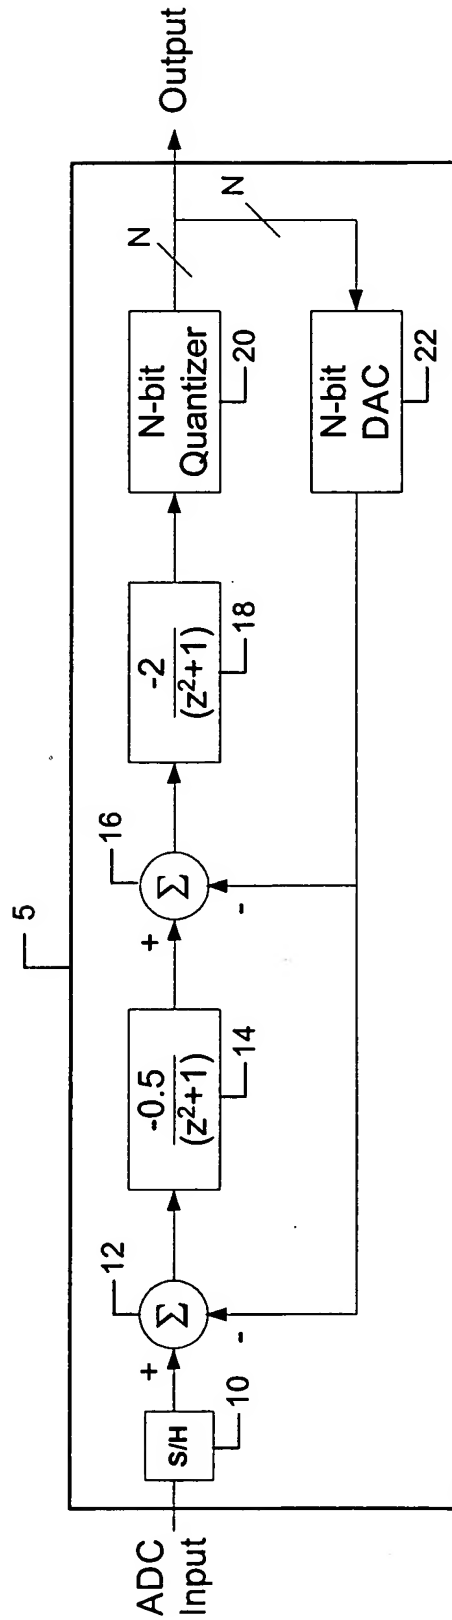 5
ADC
Input
S/H
10
+
-
Σ
12
-0.5
(z²+1)
14
+
-
Σ
16
-2
(z²+1)
18
N-bit
Quantizer
20
N
N
Output
N-bit
DAC
22